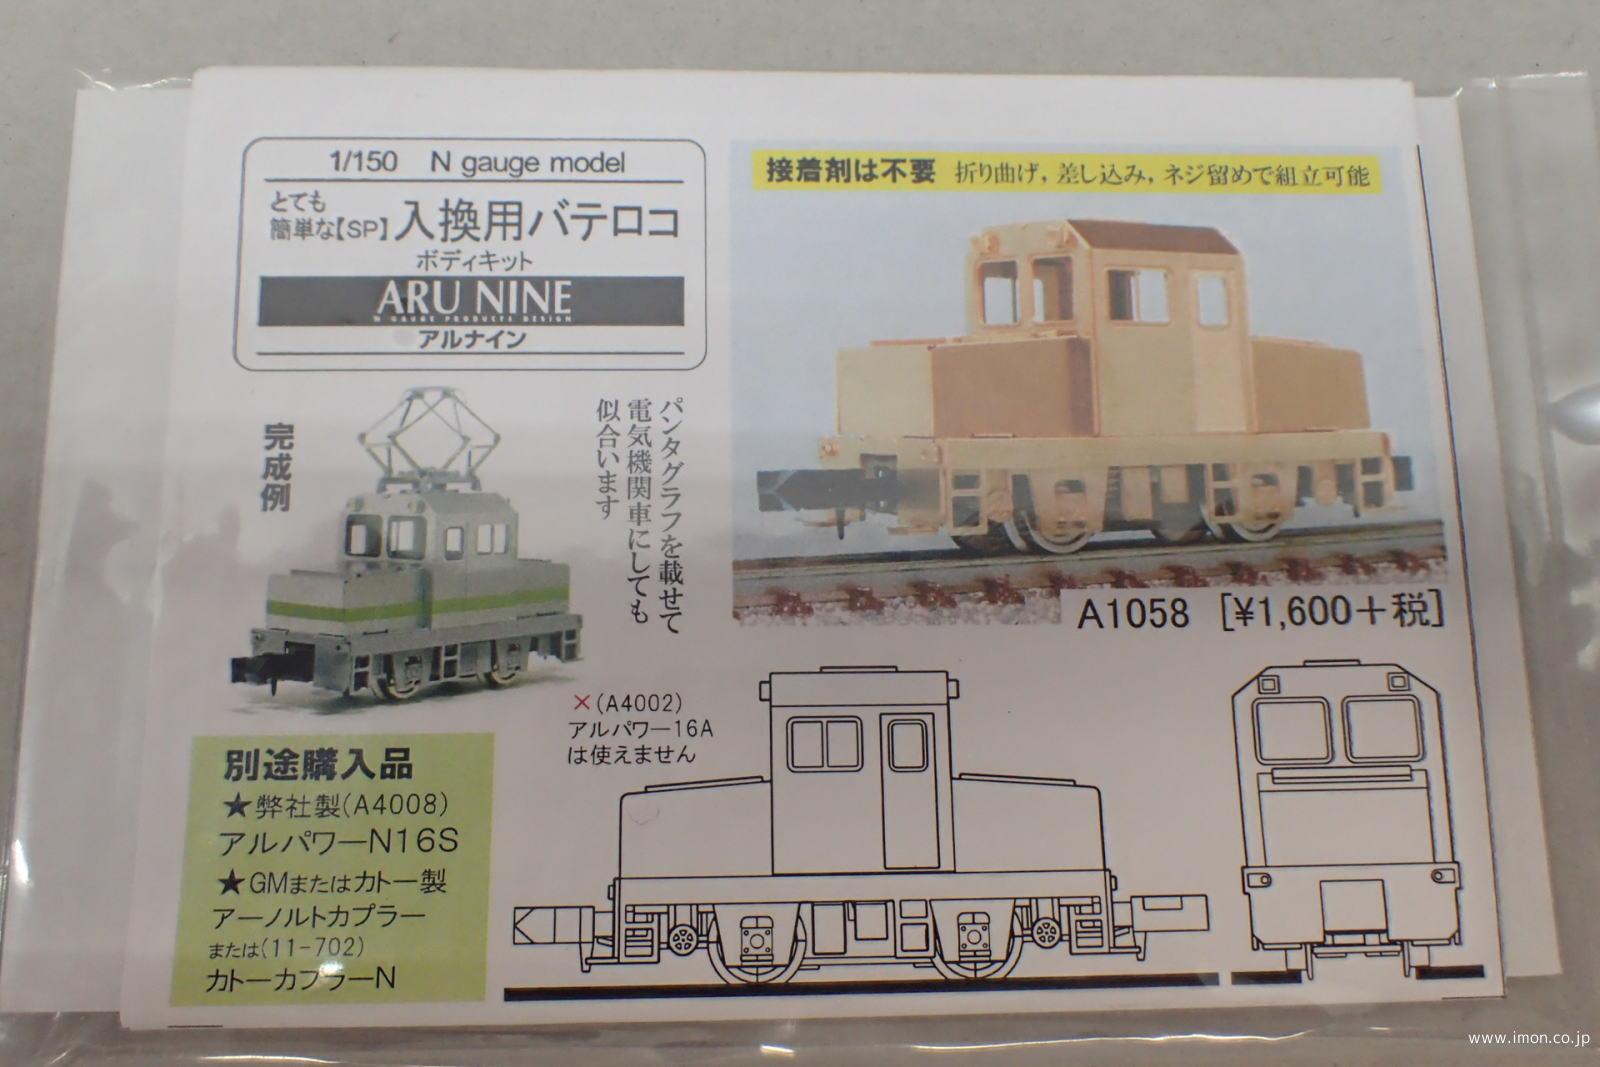 1/150 N gauge model
とても
簡単な【SP】入換用バテロコ
ボディキット
ARU NINE
N GAUGE PRODUCTS DESIGN
アルナイン
接着剤は不要 折り曲げ，差し込み，ネジ留めで組立可能
A1058 [¥1,600＋税]
完成例
パンタグラフを載せて
電気機関車にしても
似合います
×(A4002)
アルパワー16A
は使えません
別途購入品
★弊社製(A4008)
アルパワーN16S
★GMまたはカトー製
アーノルトカプラー
または(11-702)
カトーカプラーN
www.imon.co.jp